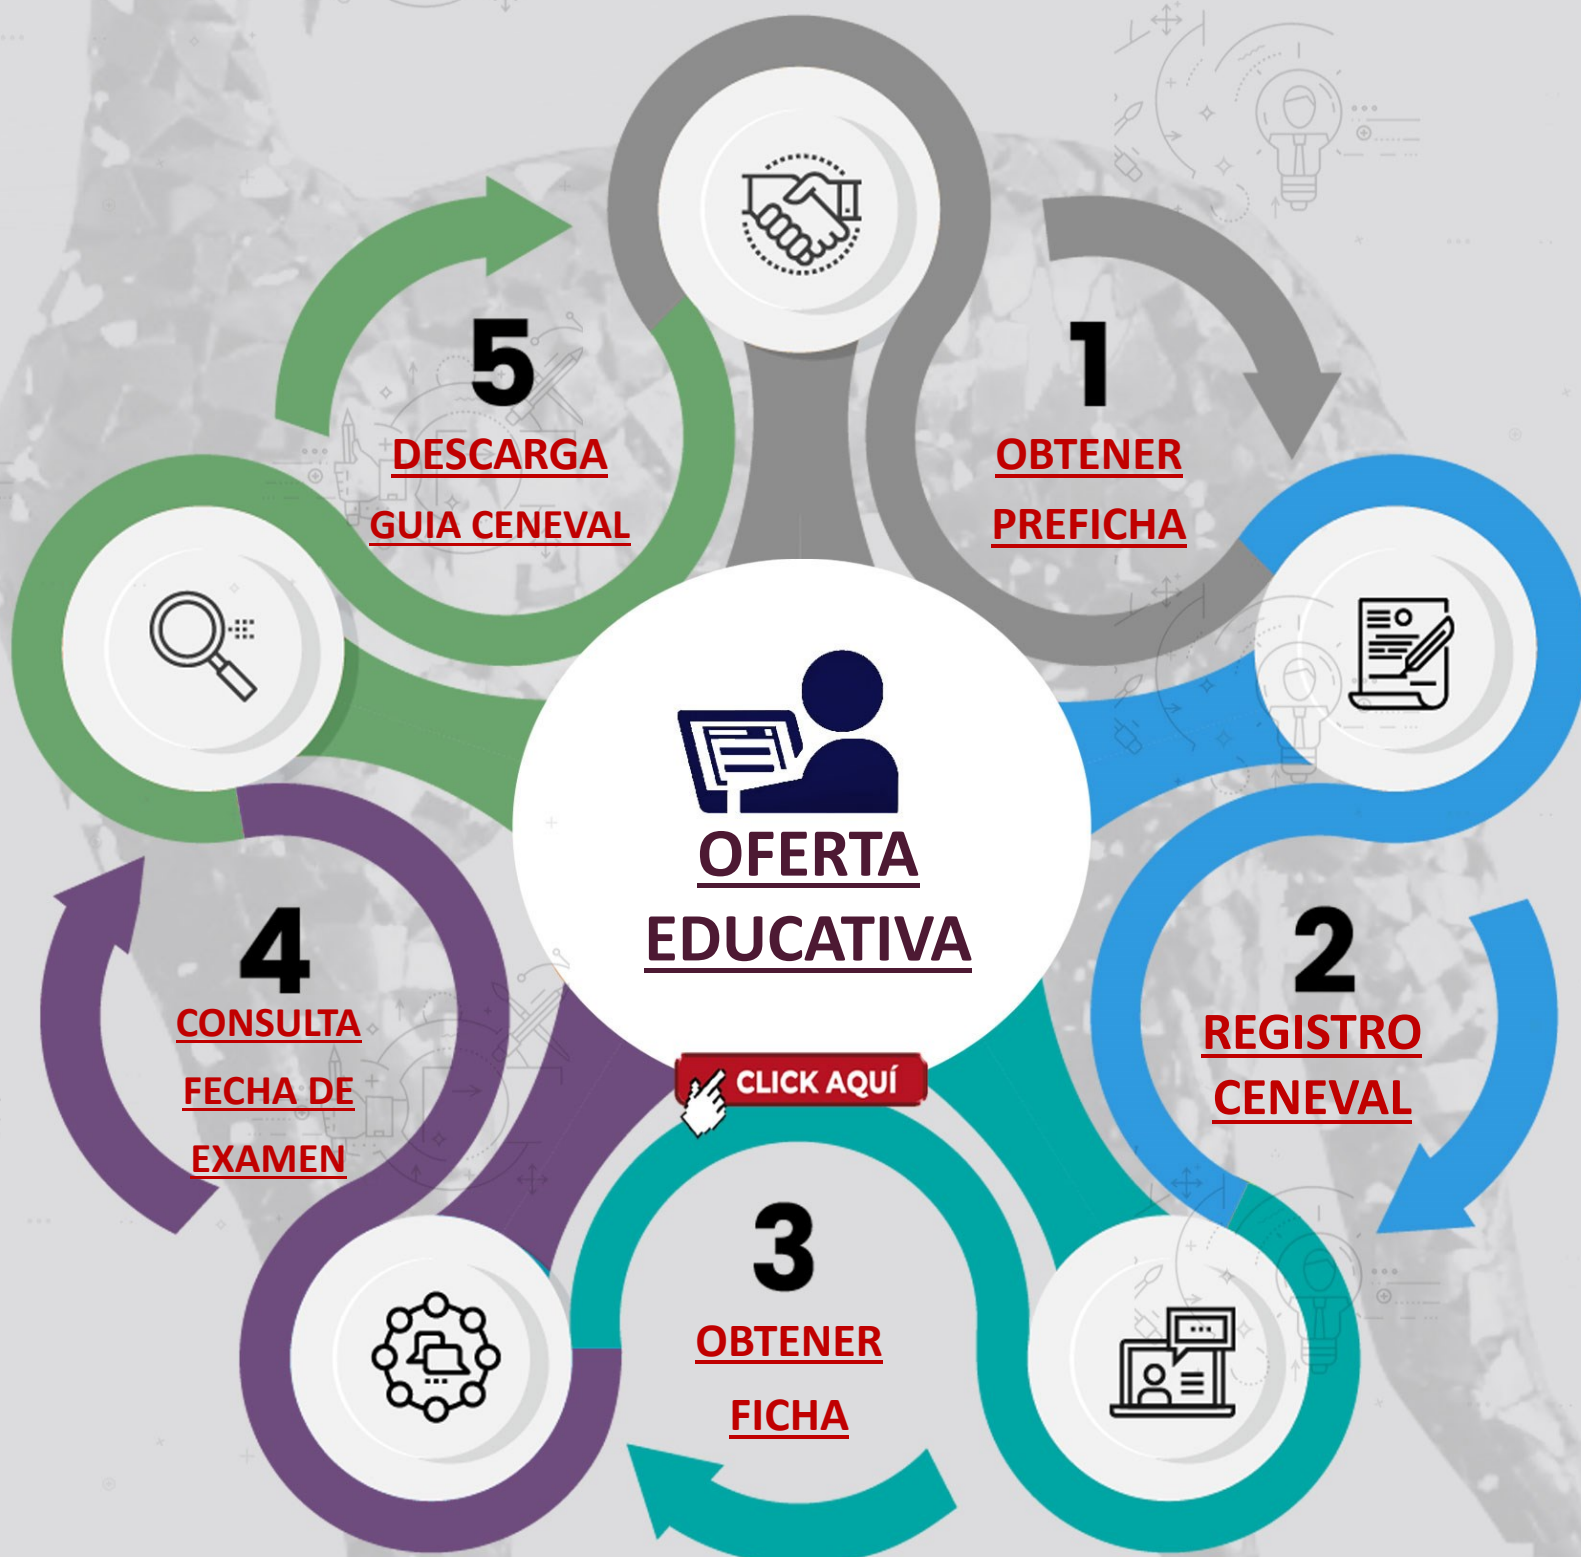 5
DESCARGA
GUIA CENEVAL
1
OBTENER
PREFICHA
OFERTA
EDUCATIVA
CLICK AQUÍ
4
CONSULTA
FECHA DE
EXAMEN
2
REGISTRO
CENEVAL
3
OBTENER
FICHA